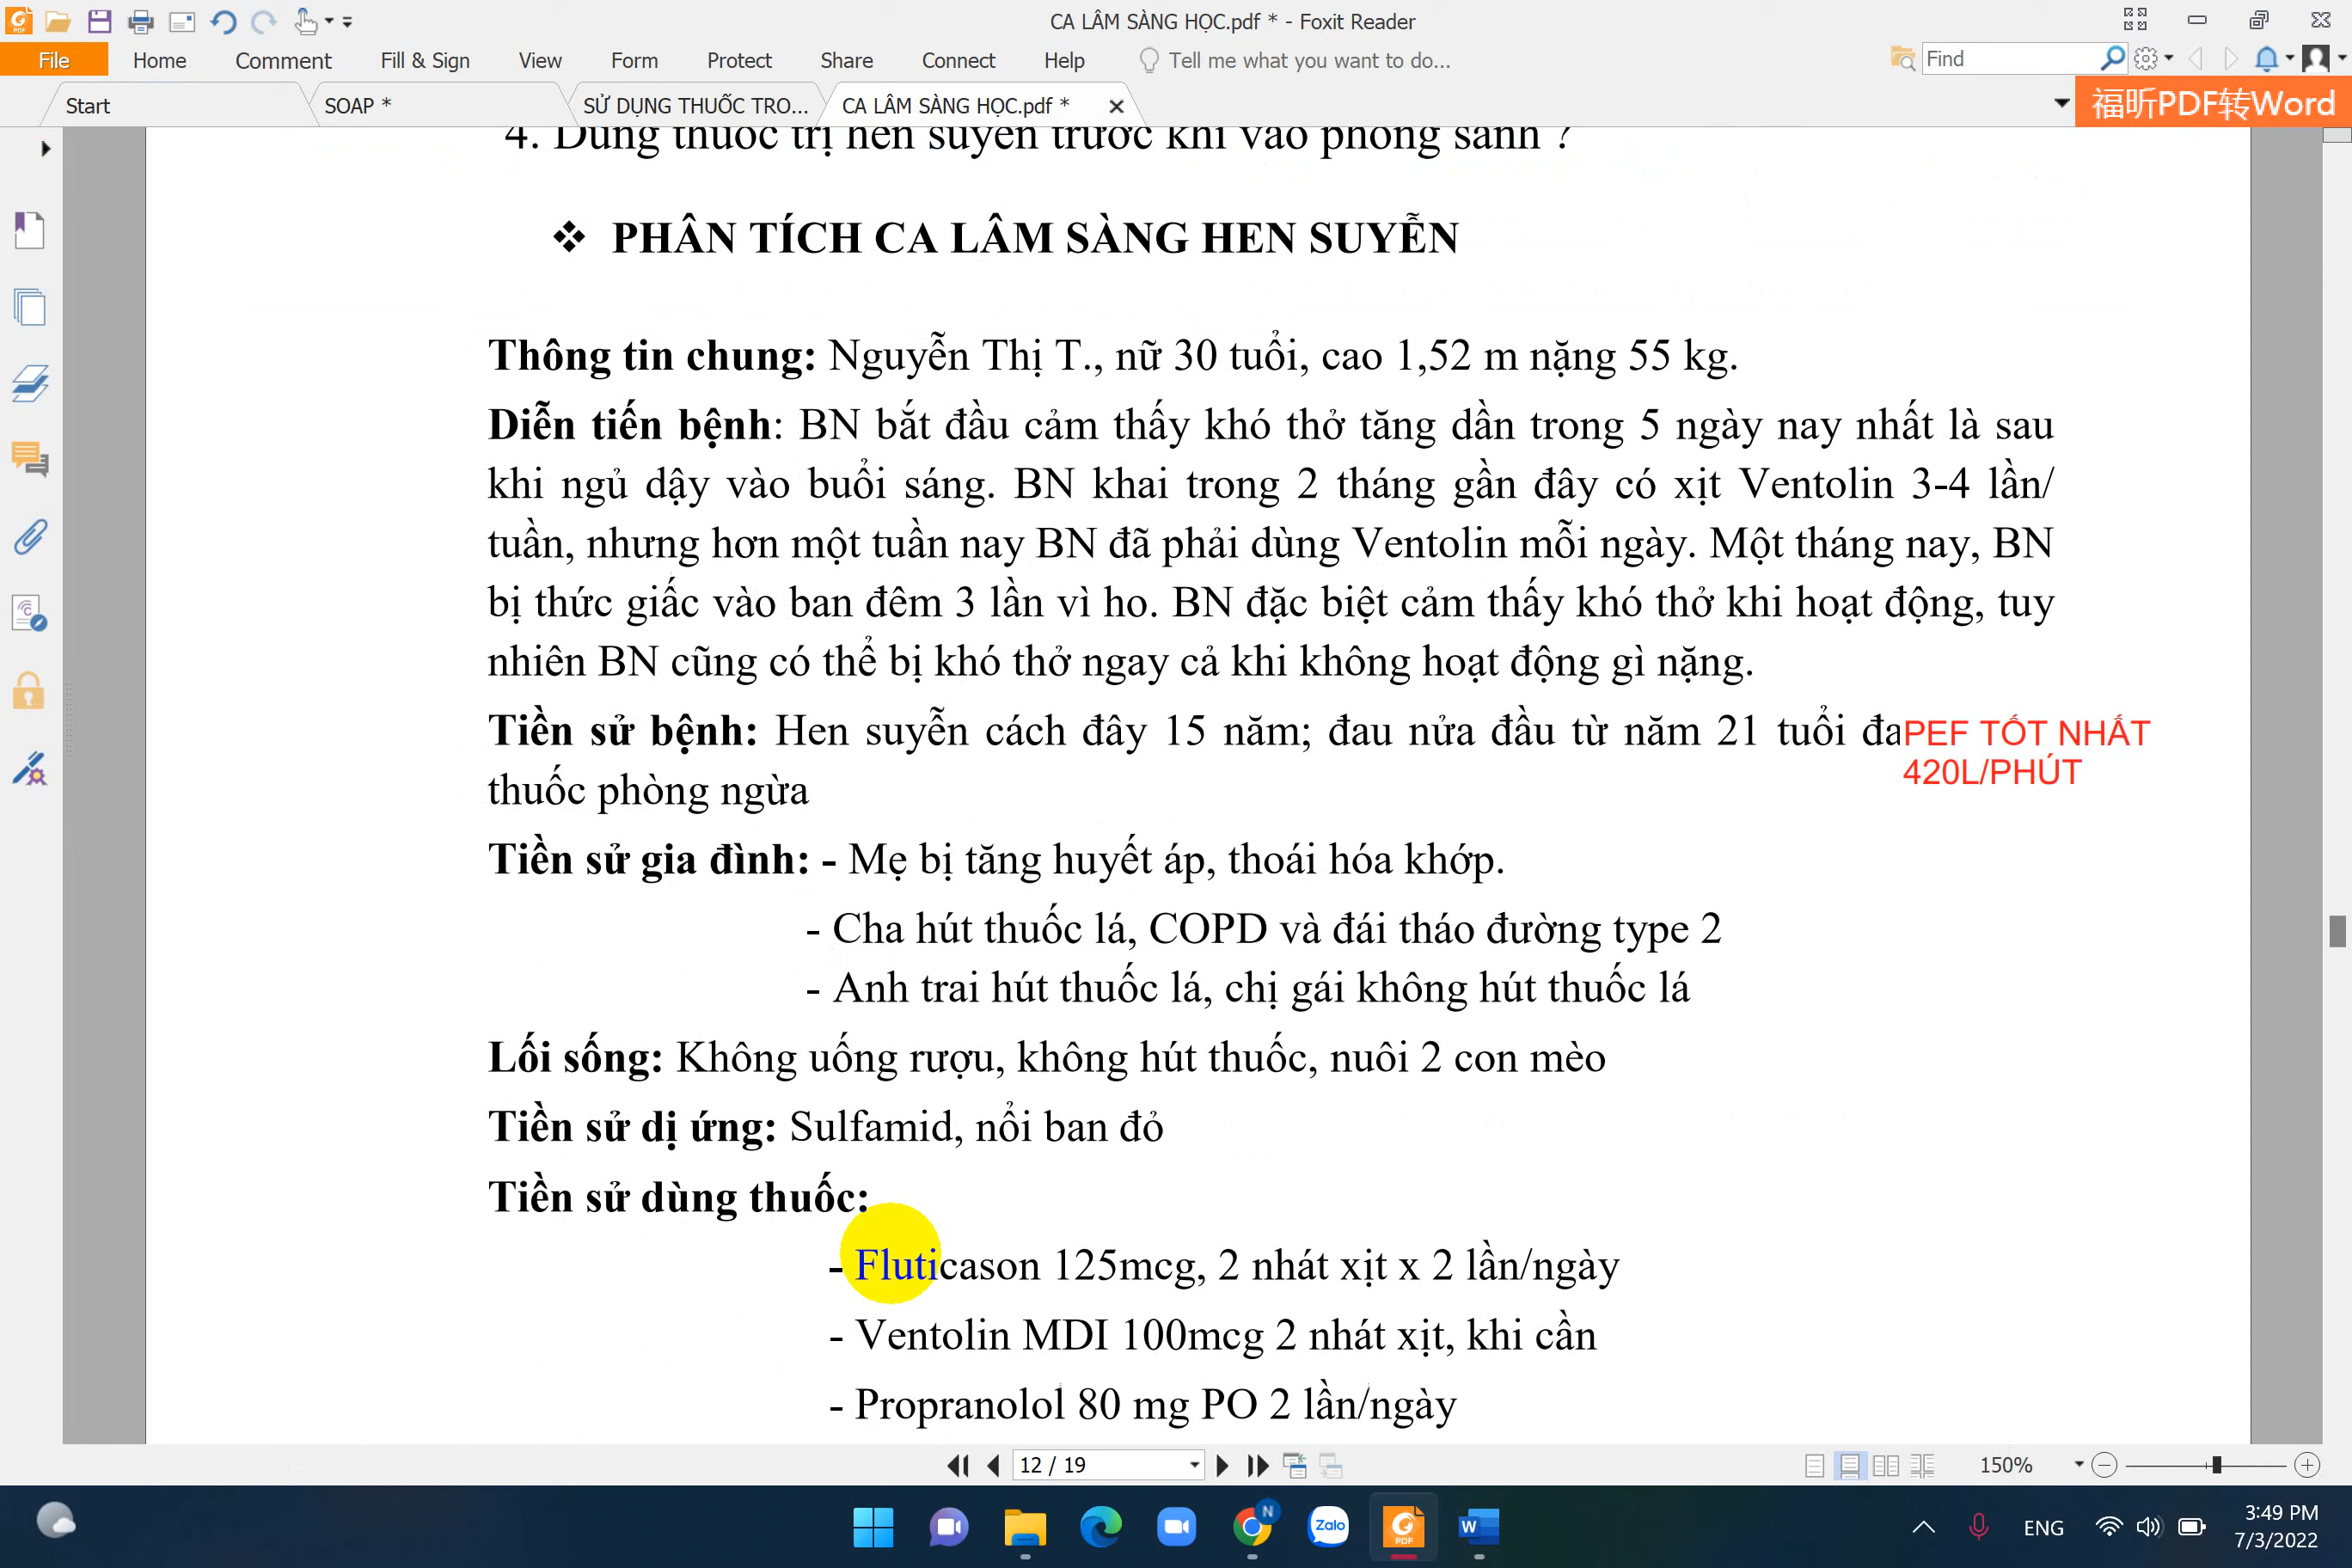 CA LÂM SÀNG HỌC.pdf * - Foxit Reader
File Home Comment Fill & Sign View Form Protect Share Connect Help Tell me what you want to do... Find
Start SOAP * SỬ DỤNG THUỐC TRO... CA LÂM SÀNG HỌC.pdf * 福昕PDF转Word
4. Dùng thuốc trị hen suyễn trước khi vào phòng sanh ?
❖ PHÂN TÍCH CA LÂM SÀNG HEN SUYỄN
Thông tin chung: Nguyễn Thị T., nữ 30 tuổi, cao 1,52 m nặng 55 kg.
Diễn tiến bệnh: BN bắt đầu cảm thấy khó thở tăng dần trong 5 ngày nay nhất là sau
khi ngủ dậy vào buổi sáng. BN khai trong 2 tháng gần đây có xịt Ventolin 3-4 lần/
tuần, nhưng hơn một tuần nay BN đã phải dùng Ventolin mỗi ngày. Một tháng nay, BN
bị thức giấc vào ban đêm 3 lần vì ho. BN đặc biệt cảm thấy khó thở khi hoạt động, tuy
nhiên BN cũng có thể bị khó thở ngay cả khi không hoạt động gì nặng.
Tiền sử bệnh: Hen suyễn cách đây 15 năm; đau nửa đầu từ năm 21 tuổi đa
PEF TỐT NHẤT
420L/PHÚT
thuốc phòng ngừa
Tiền sử gia đình: - Mẹ bị tăng huyết áp, thoái hóa khớp.
- Cha hút thuốc lá, COPD và đái tháo đường type 2
- Anh trai hút thuốc lá, chị gái không hút thuốc lá
Lối sống: Không uống rượu, không hút thuốc, nuôi 2 con mèo
Tiền sử dị ứng: Sulfamid, nổi ban đỏ
Tiền sử dùng thuốc:
- Fluticason 125mcg, 2 nhát xịt x 2 lần/ngày
- Ventolin MDI 100mcg 2 nhát xịt, khi cần
- Propranolol 80 mg PO 2 lần/ngày
12 / 19 150%
Zalo ENG 3:49 PM
7/3/2022